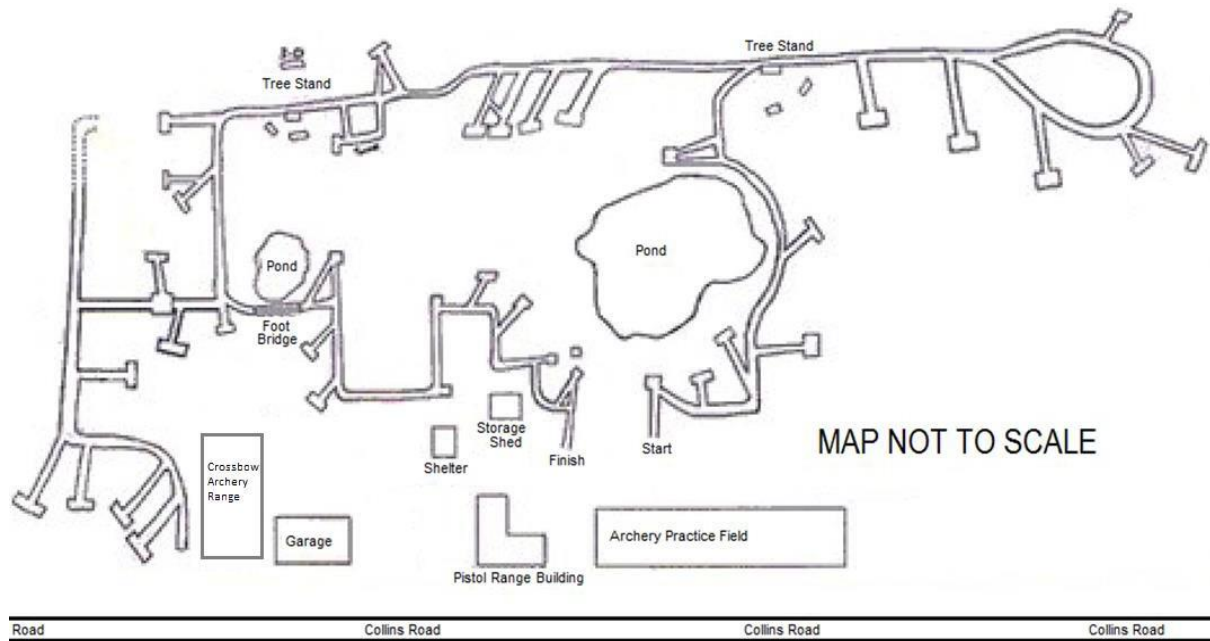 Tree Stand
Tree Stand
Pond
Pond
Foot
Bridge
Storage
Shed
Shelter
Finish
Start
MAP NOT TO SCALE
Crossbow
Archery
Range
Garage
Pistol Range Building
Archery Practice Field
Road
Collins Road
Collins Road
Collins Road